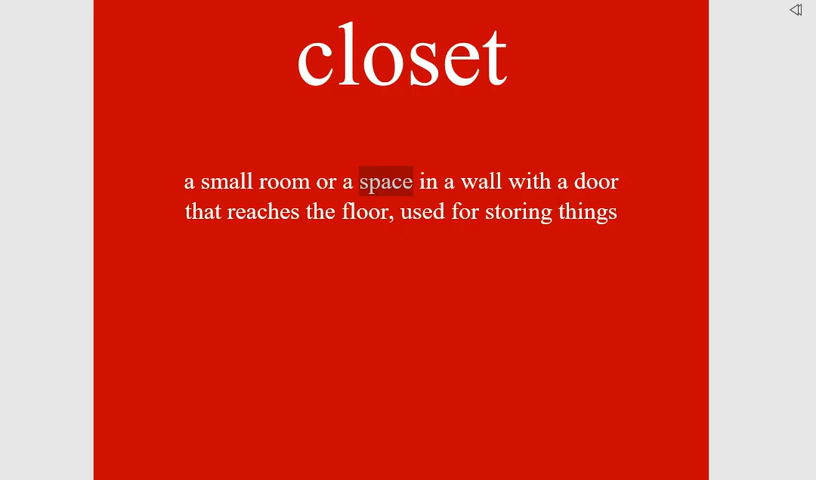 closet
a small room or a space in a wall with a door
that reaches the floor, used for storing things